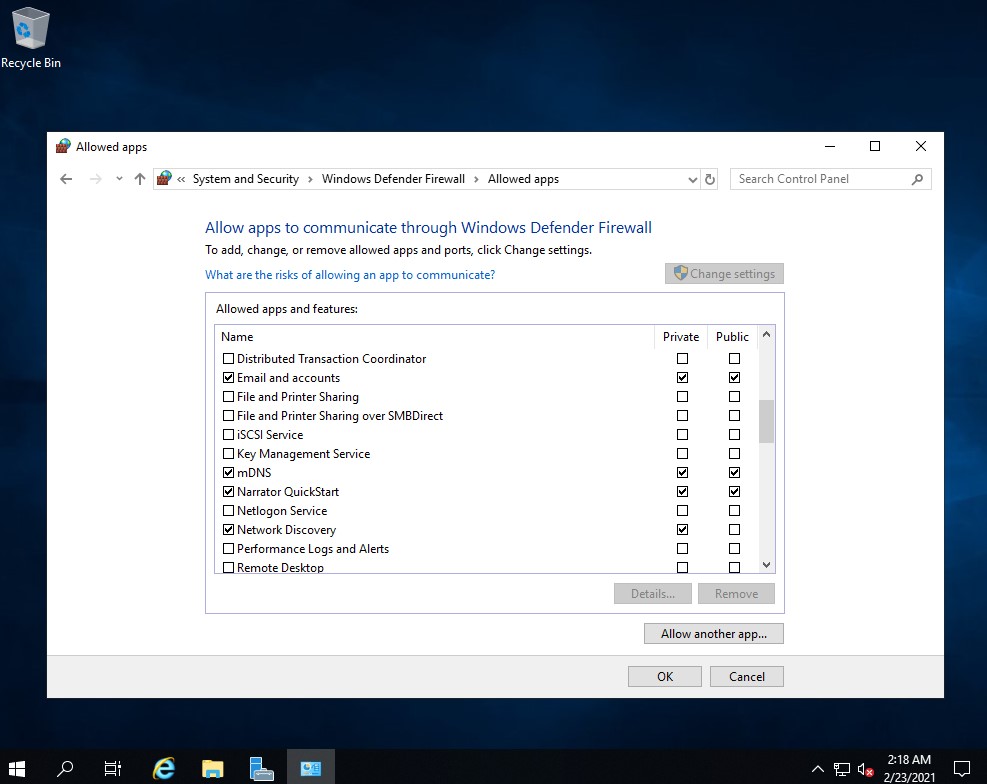 Recycle Bin
Allowed apps
« System and Security › Windows Defender Firewall › Allowed apps
Search Control Panel
Allow apps to communicate through Windows Defender Firewall
To add, change, or remove allowed apps and ports, click Change settings.
What are the risks of allowing an app to communicate?
Change settings
Allowed apps and features:
Name Private Public
Distributed Transaction Coordinator
Email and accounts
File and Printer Sharing
File and Printer Sharing over SMBDirect
iSCSI Service
Key Management Service
mDNS
Narrator QuickStart
Netlogon Service
Network Discovery
Performance Logs and Alerts
Remote Desktop
Details... Remove
Allow another app...
OK Cancel
2:18 AM
2/23/2021